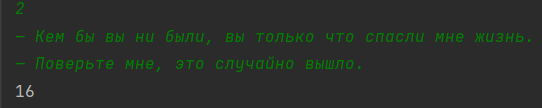 2
– Кем бы вы ни были, вы только что спасли мне жизнь.
– Поверьте мне, это случайно вышло.
16